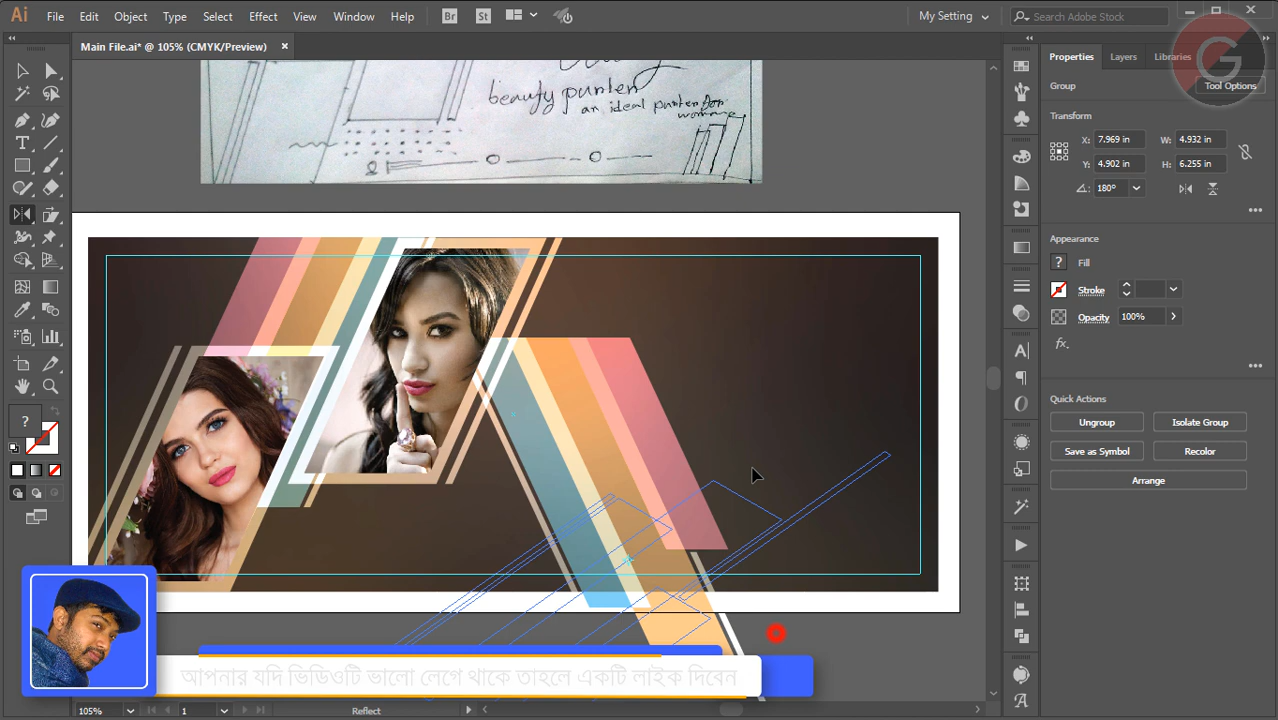 Ai File Edit Object Type Select Effect View Window Help Br St My Setting Search Adobe Stock
Main File.ai* @ 105% (CMYK/Preview)
Properties Layers Libraries
Group Tool Options
Transform
X: 7.969 in W: 4.932 in
Y: 4.902 in H: 6.255 in
180°
Appearance
? Fill
Stroke
Opacity 100%
fx.
Quick Actions
Ungroup Isolate Group
Save as Symbol Recolor
Arrange
beauty
an ideal
?
আপনার যদি ভিডিওটি ভালো লেগে থাকে তাহলে একটি লাইক দিবেন
105% 1 Reflect